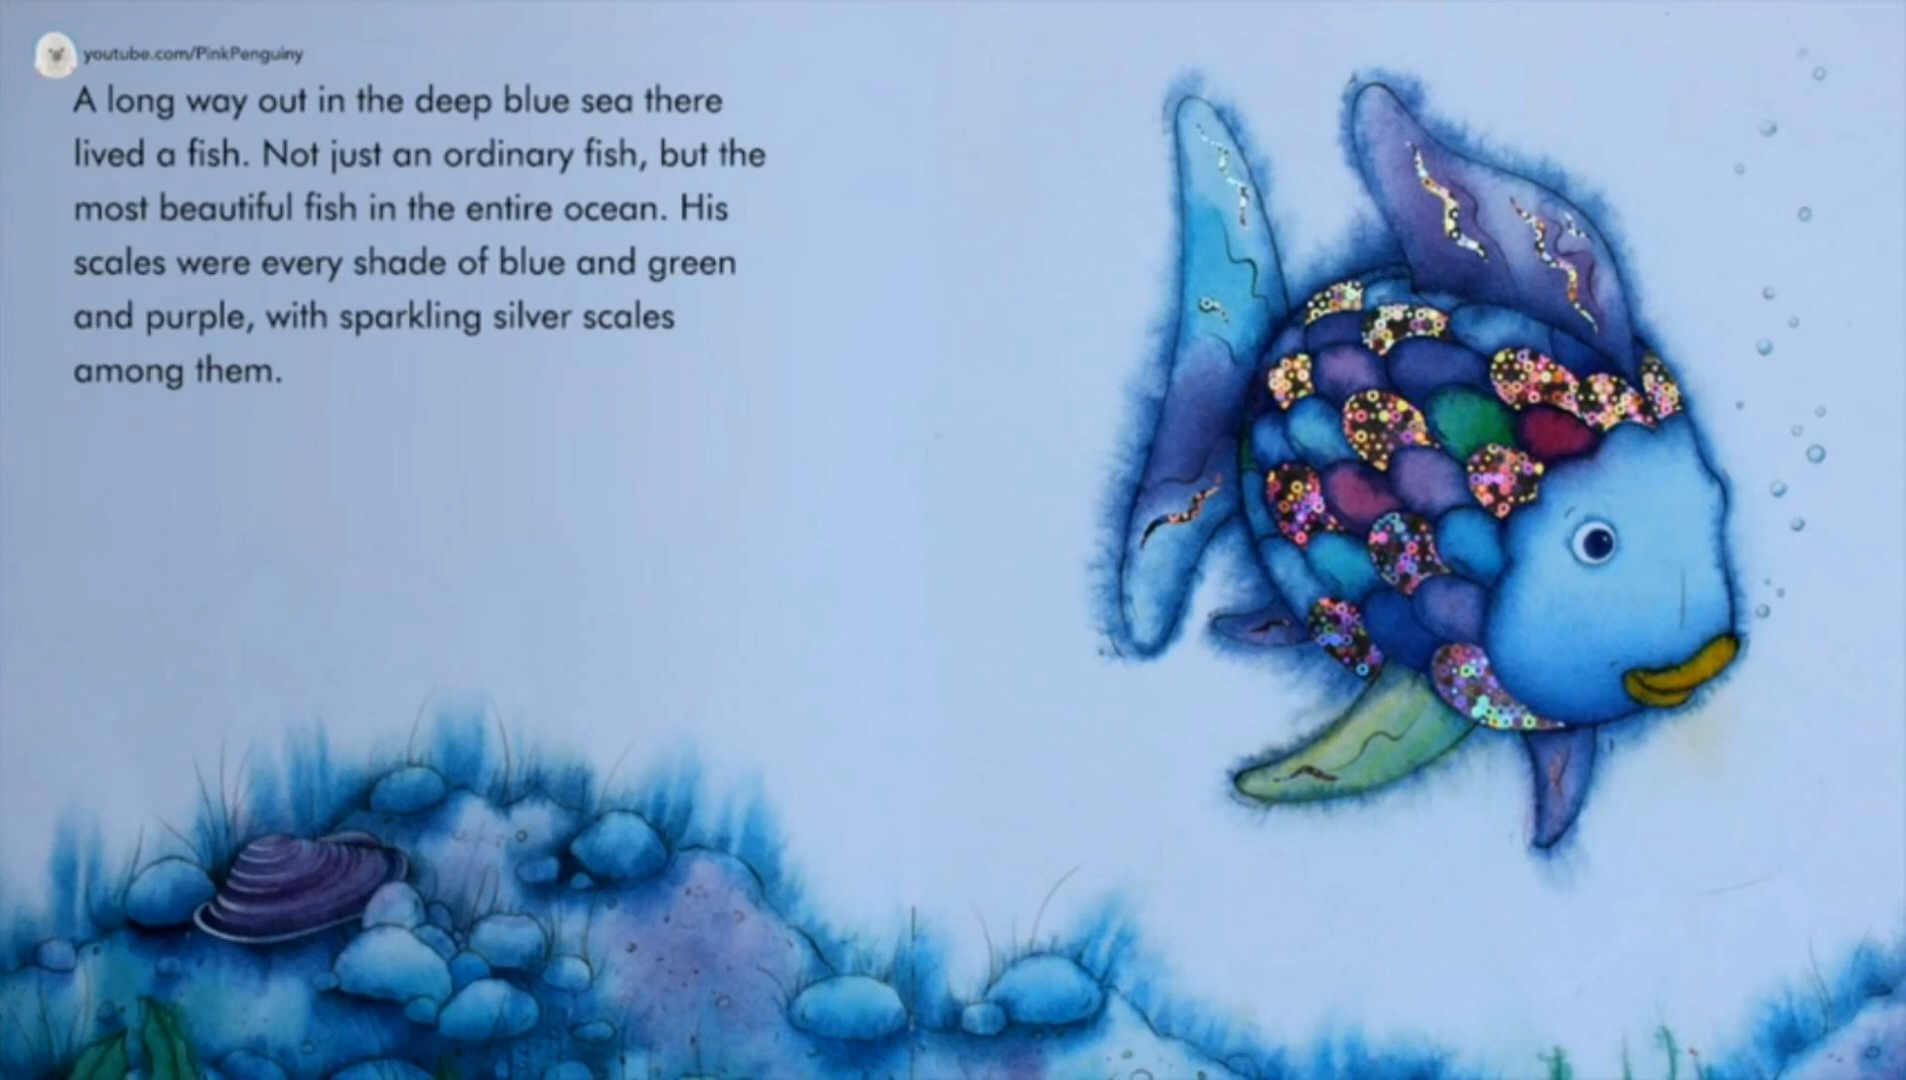 youtube.com/PinkPenguiny
A long way out in the deep blue sea there
lived a fish. Not just an ordinary fish, but the
most beautiful fish in the entire ocean. His
scales were every shade of blue and green
and purple, with sparkling silver scales
among them.